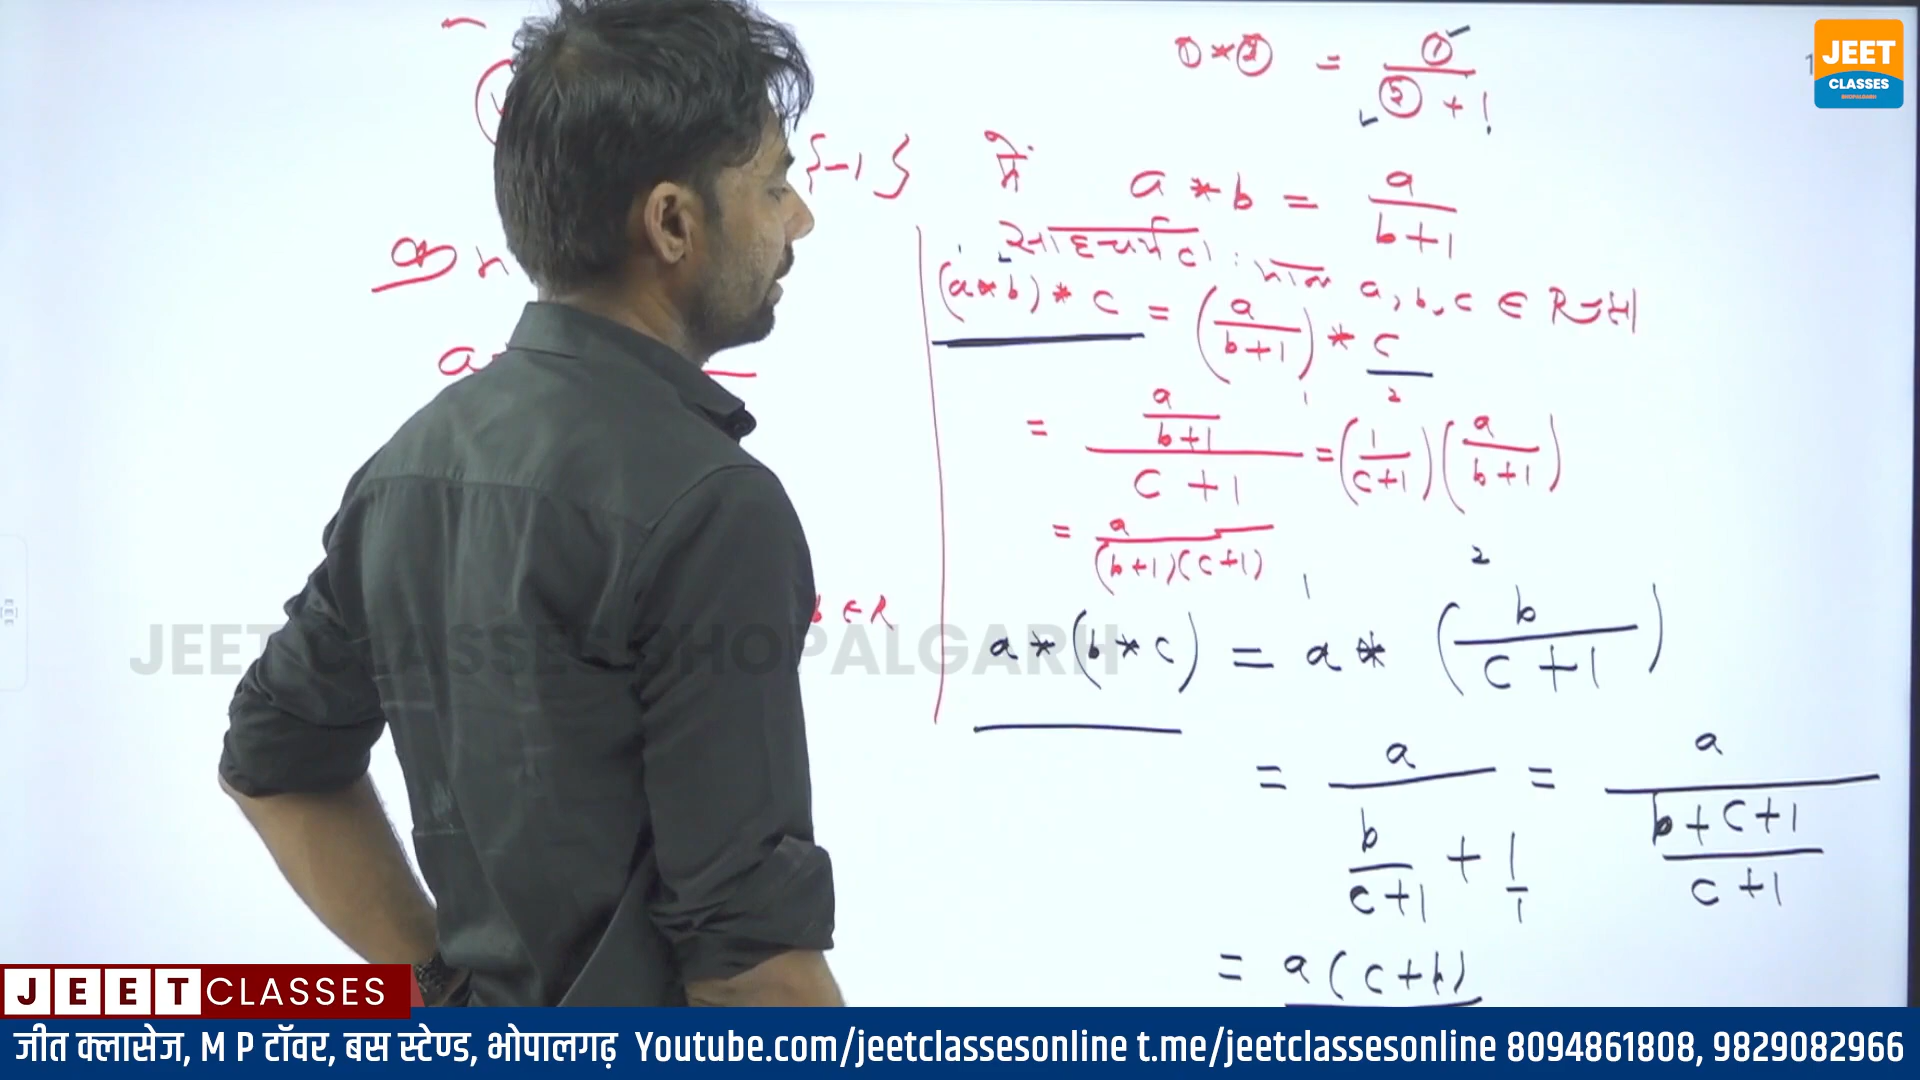 JEET
CLASSES
BHOPALGARH
① * ② = ① / ② + 1
{-1} में a * b = a / b+1
साहचर्यता : माना a, b, c ∈ R
(a * b) * c = (a / b+1) * c
= (a / b+1) / c+1 = (1 / c+1) (a / b+1)
= a / (b+1)(c+1)
b ∈ R
a * (b * c) = a * (b / c+1)
= a / (b / c+1 + 1/1) = a / (b+c+1 / c+1)
= a (c+1)
JEET CLASSES BHOPALGARH
JEET CLASSES
जीत क्लासेज, M P टॉवर, बस स्टेण्ड, भोपालगढ़ Youtube.com/jeetclassesonline t.me/jeetclassesonline 8094861808, 9829082966